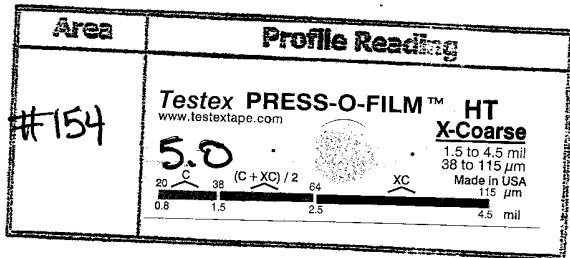 Area Profile Reading
#154
Testex PRESS-O-FILM™ HT
www.testextape.com X-Coarse
1.5 to 4.5 mil
5.0 38 to 115 µm
C (C + XC) / 2 XC Made in USA
20 38 64 115 µm
0.8 1.5 2.5 4.5 mil